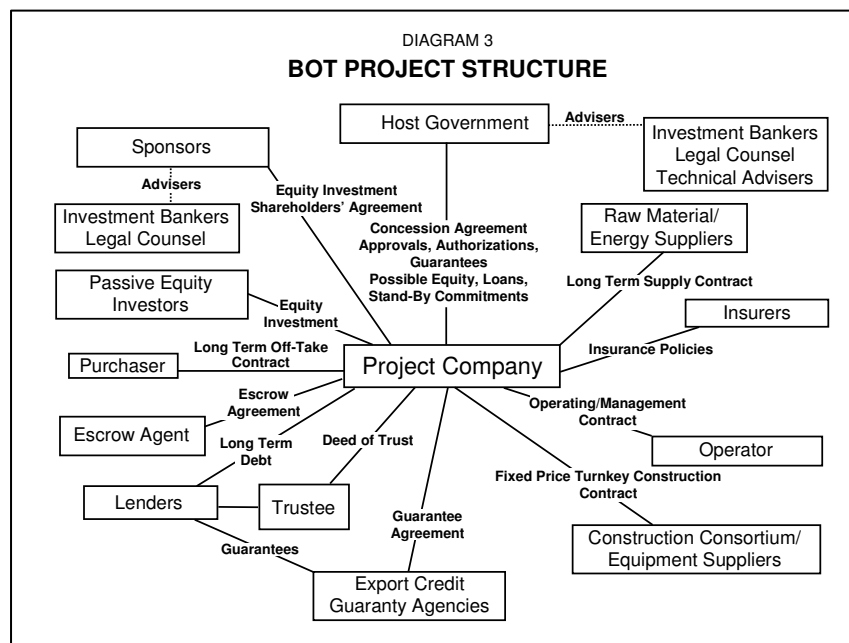 DIAGRAM 3
BOT PROJECT STRUCTURE
Host Government
Advisers
Investment Bankers
Legal Counsel
Technical Advisers
Sponsors
Advisers
Investment Bankers
Legal Counsel
Equity Investment
Shareholders' Agreement
Concession Agreement
Approvals, Authorizations,
Guarantees
Possible Equity, Loans,
Stand-By Commitments
Raw Material/
Energy Suppliers
Long Term Supply Contract
Passive Equity
Investors
Equity
Investment
Insurers
Insurance Policies
Purchaser
Long Term Off-Take
Contract
Project Company
Escrow
Agreement
Escrow Agent
Operating/Management
Contract
Operator
Long Term
Debt
Deed of Trust
Lenders
Trustee
Fixed Price Turnkey Construction
Contract
Construction Consortium/
Equipment Suppliers
Guarantee
Agreement
Guarantees
Export Credit
Guaranty Agencies